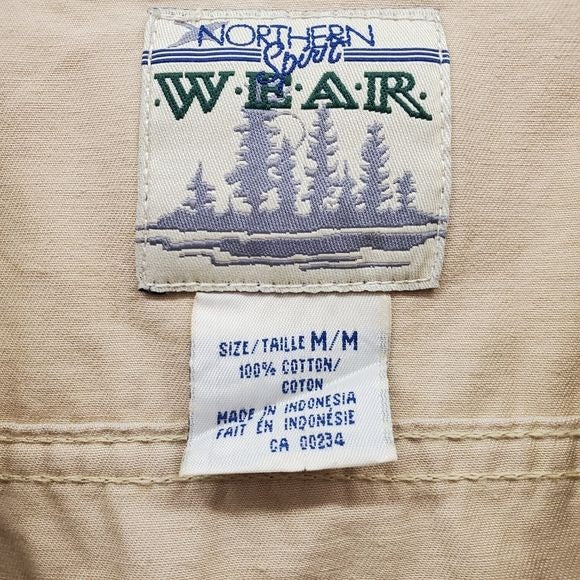 NORTHERN
Spirit
W·E·A·R
SIZE/TAILLE M/M
100% COTTON/
COTON
MADE IN INDONESIA
FAIT EN INDONÉSIE
CA 00234